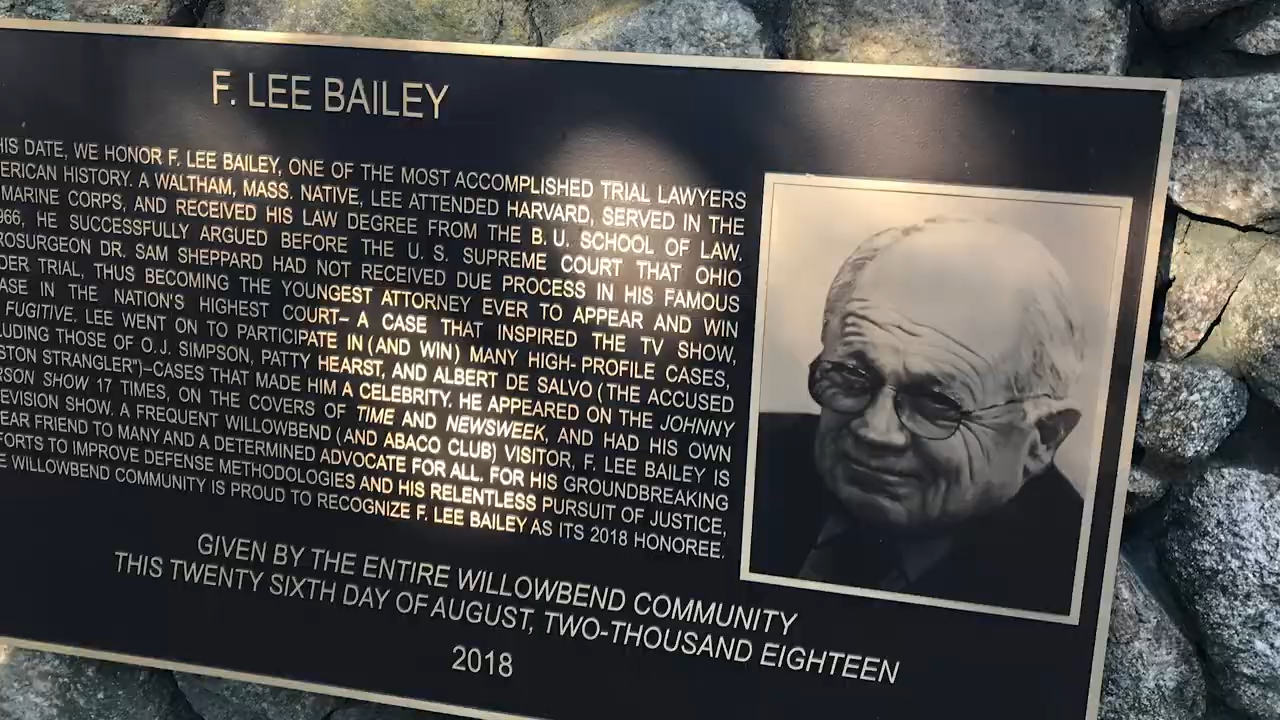 F. LEE BAILEY
HIS DATE, WE HONOR F. LEE BAILEY, ONE OF THE MOST ACCOMPLISHED TRIAL LAWYERS
ERICAN HISTORY. A WALTHAM, MASS. NATIVE, LEE ATTENDED HARVARD, SERVED IN THE
MARINE CORPS, AND RECEIVED HIS LAW DEGREE FROM THE B. U. SCHOOL OF LAW.
966, HE SUCCESSFULLY ARGUED BEFORE THE U. S. SUPREME COURT THAT OHIO
ROSURGEON DR. SAM SHEPPARD HAD NOT RECEIVED DUE PROCESS IN HIS FAMOUS
DER TRIAL, THUS BECOMING THE YOUNGEST ATTORNEY EVER TO APPEAR AND WIN
ASE IN THE NATION'S HIGHEST COURT– A CASE THAT INSPIRED THE TV SHOW,
FUGITIVE. LEE WENT ON TO PARTICIPATE IN (AND WIN) MANY HIGH- PROFILE CASES,
LUDING THOSE OF O.J. SIMPSON, PATTY HEARST, AND ALBERT DE SALVO (THE ACCUSED
STON STRANGLER")–CASES THAT MADE HIM A CELEBRITY. HE APPEARED ON THE JOHNNY
RSON SHOW 17 TIMES, ON THE COVERS OF TIME AND NEWSWEEK, AND HAD HIS OWN
EVISION SHOW. A FREQUENT WILLOWBEND (AND ABACO CLUB) VISITOR, F. LEE BAILEY IS
EAR FRIEND TO MANY AND A DETERMINED ADVOCATE FOR ALL. FOR HIS GROUNDBREAKING
FORTS TO IMPROVE DEFENSE METHODOLOGIES AND HIS RELENTLESS PURSUIT OF JUSTICE,
E WILLOWBEND COMMUNITY IS PROUD TO RECOGNIZE F. LEE BAILEY AS ITS 2018 HONOREE.
GIVEN BY THE ENTIRE WILLOWBEND COMMUNITY
THIS TWENTY SIXTH DAY OF AUGUST, TWO-THOUSAND EIGHTEEN
2018